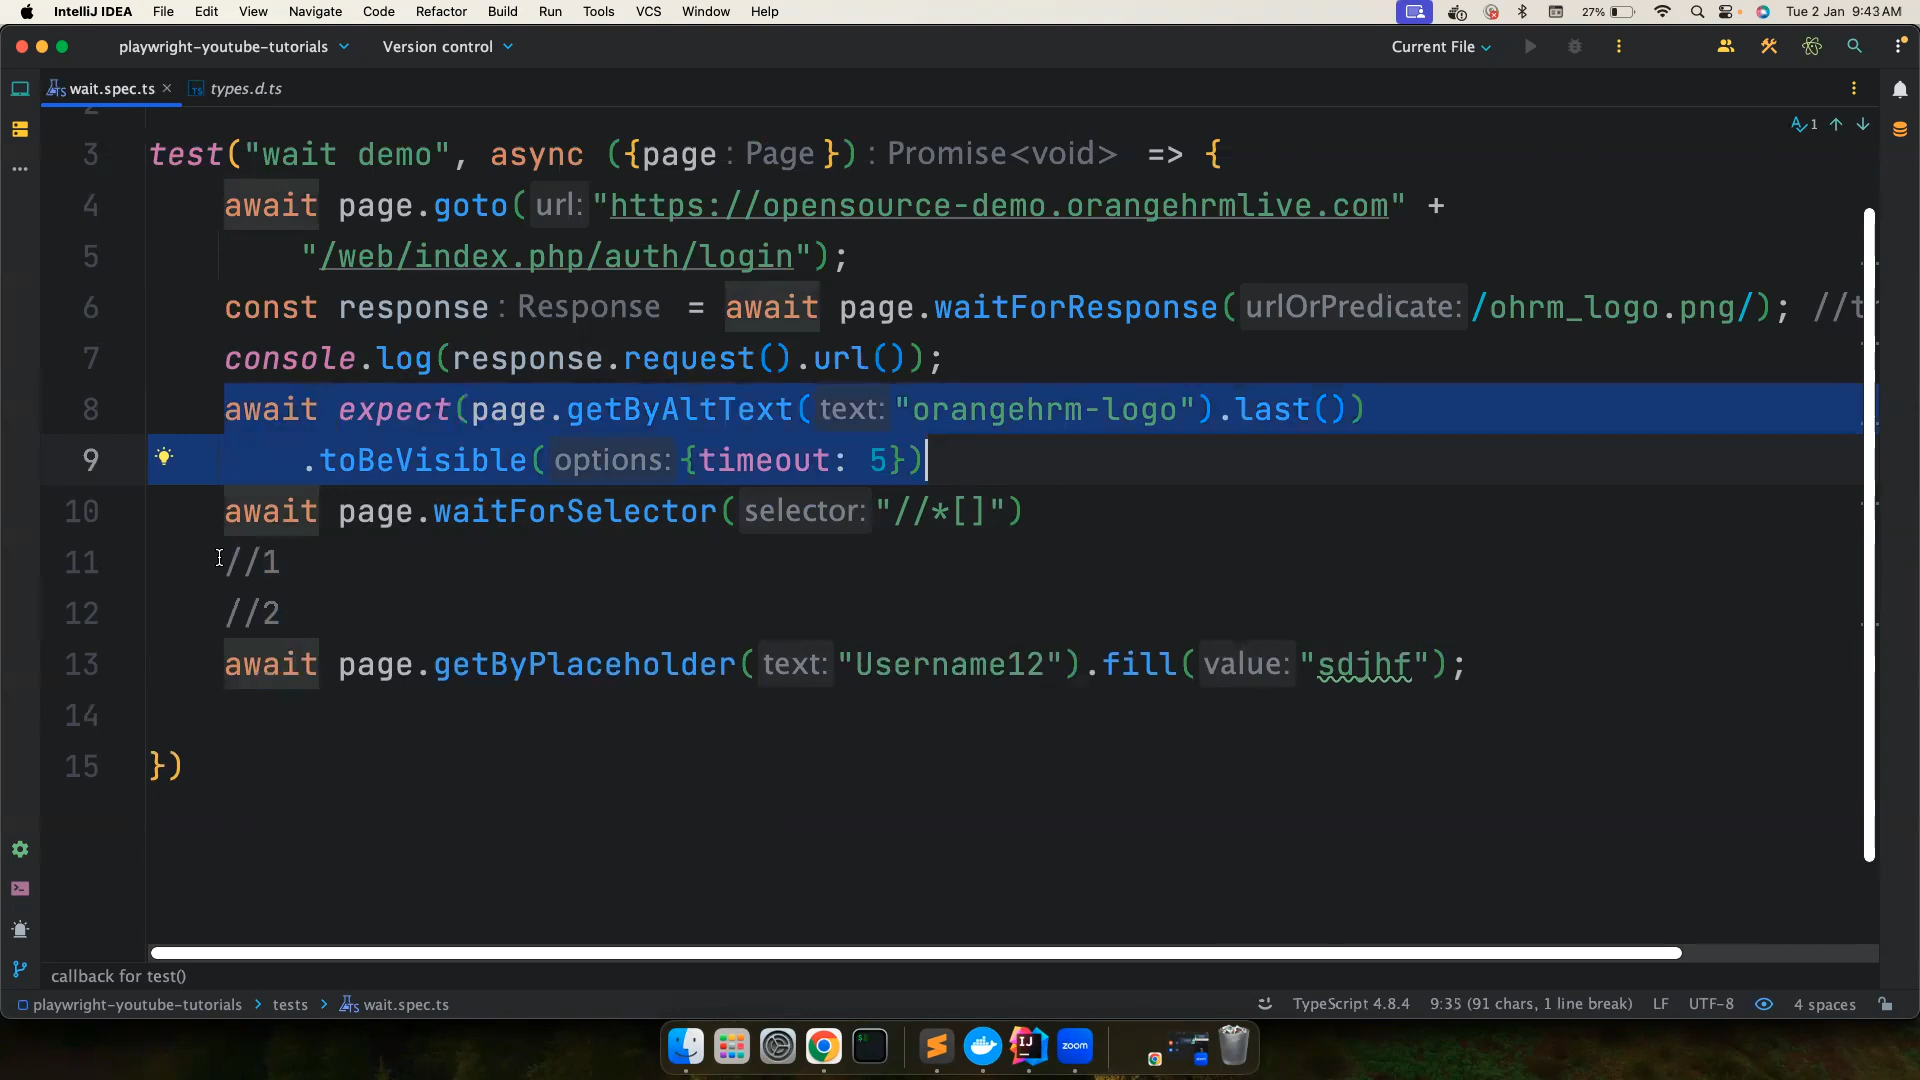 IntelliJ IDEA File Edit View Navigate Code Refactor Build Run Tools VCS Window Help 27% Tue 2 Jan 9:43 AM
playwright-youtube-tutorials Version control Current File
wait.spec.ts types.d.ts
2
3 test("wait demo", async ({page : Page }) : Promise<void> => {
4 await page.goto( url: "https://opensource-demo.orangehrmlive.com" +
5 "/web/index.php/auth/login");
6 const response : Response = await page.waitForResponse( urlOrPredicate: /ohrm_logo.png/); //t
7 console.log(response.request().url());
8 await expect(page.getByAltText( text: "orangehrm-logo").last())
9 .toBeVisible( options: {timeout: 5})
10 await page.waitForSelector( selector: "//*[]")
11 //1
12 //2
13 await page.getByPlaceholder( text: "Username12").fill( value: "sdjhf");
14
15 })
1
callback for test()
playwright-youtube-tutorials > tests > wait.spec.ts TypeScript 4.8.4 9:35 (91 chars, 1 line break) LF UTF-8 4 spaces
zoom